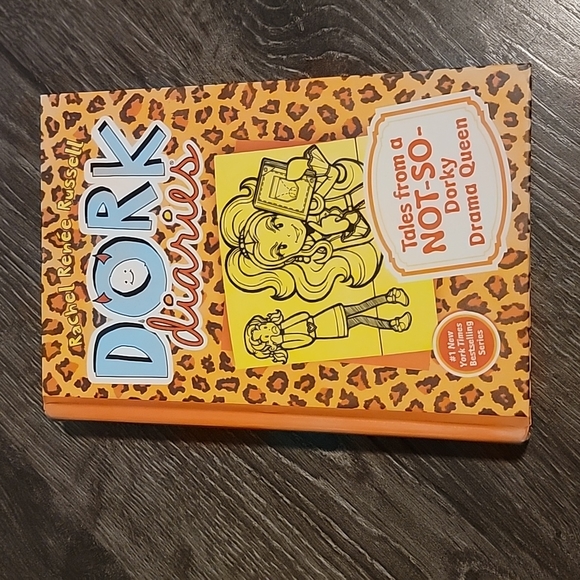 Rachel Renée Russell
DORK
diaries
Tales from a
NOT-SO-
Dorky
Drama Queen
#1 New
York Times
Bestselling
Series